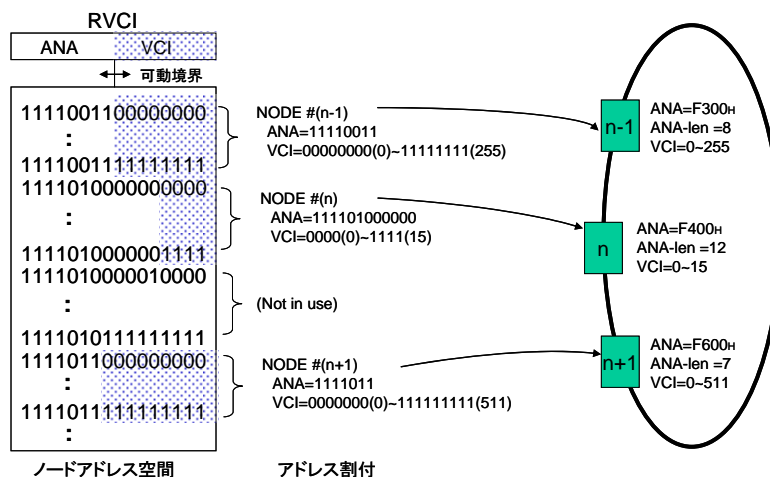 RVCI
ANA VCI
可動境界
1111001100000000
:
1111001111111111
1111010000000000
:
1111010000001111
1111010000010000
:
1111010111111111
1111011000000000
:
1111011111111111
:
ノードアドレス空間
NODE #(n-1)
ANA=11110011
VCI=00000000(0)~11111111(255)
NODE #(n)
ANA=111101000000
VCI=0000(0)~1111(15)
(Not in use)
NODE #(n+1)
ANA=1111011
VCI=0000000(0)~111111111(511)
アドレス割付
n-1
ANA=F300H
ANA-len =8
VCI=0~255
n
ANA=F400H
ANA-len =12
VCI=0~15
n+1
ANA=F600H
ANA-len =7
VCI=0~511